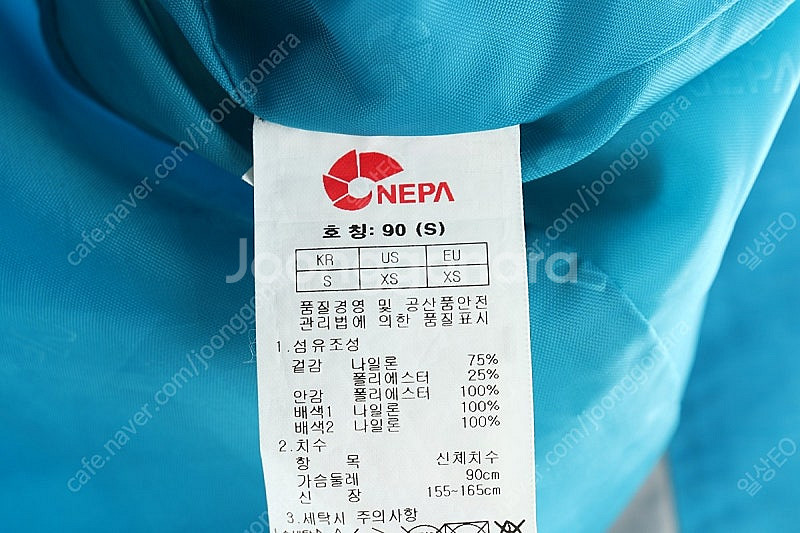 NEPA
호 칭: 90 (S)
KR US EU
S XS XS
품질경영 및 공산품안전
관리법에 의한 품질표시
1.섬유조성
겉감 나일론 75%
폴리에스터 25%
안감 폴리에스터 100%
배색1 나일론 100%
배색2 나일론 100%
2.치수
항 목 신체치수
가슴둘레 90cm
신 장 155~165cm
3.세탁시 주의사항
Joonggonara
cafe.naver.com/joonggonara
cafe.naver.com/joonggonara
cafe.naver.com/joonggonara
cafe.naver.com/joonggonara
일상TEO
일상TEO